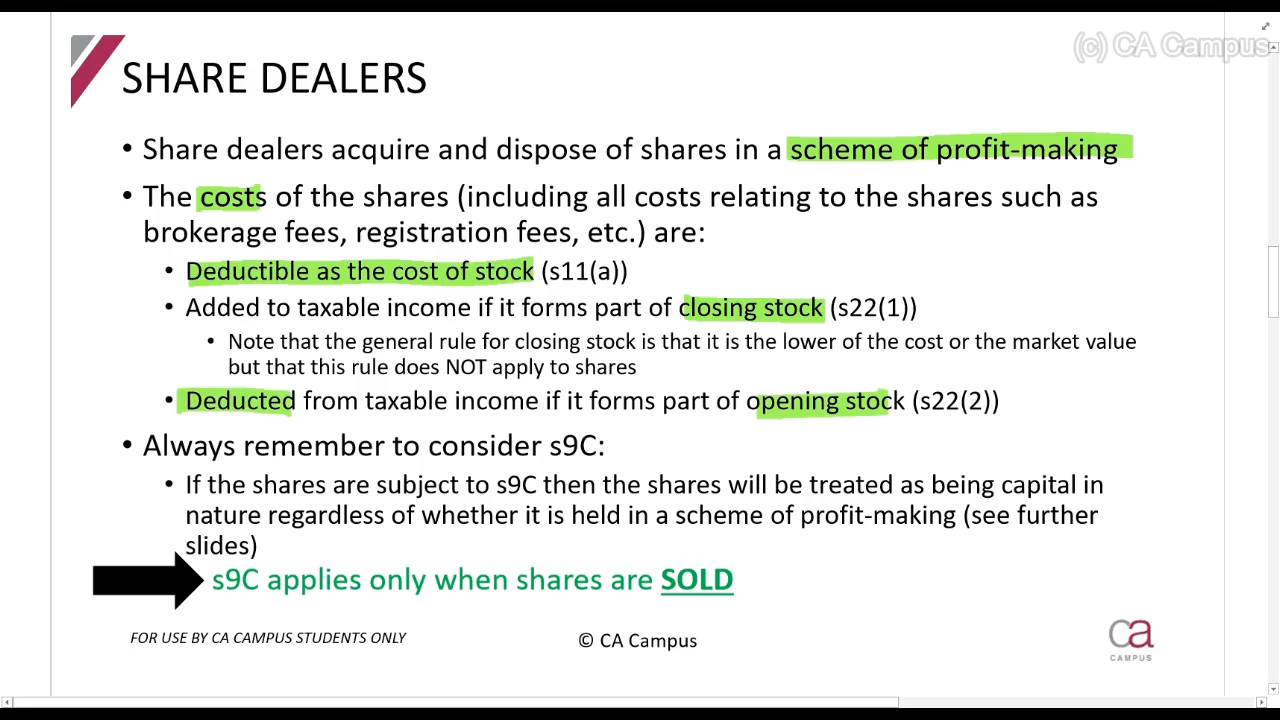 (c) CA Campus
SHARE DEALERS
• Share dealers acquire and dispose of shares in a scheme of profit-making
• The costs of the shares (including all costs relating to the shares such as
brokerage fees, registration fees, etc.) are:
• Deductible as the cost of stock (s11(a))
• Added to taxable income if it forms part of closing stock (s22(1))
• Note that the general rule for closing stock is that it is the lower of the cost or the market value
but that this rule does NOT apply to shares
• Deducted from taxable income if it forms part of opening stock (s22(2))
• Always remember to consider s9C:
• If the shares are subject to s9C then the shares will be treated as being capital in
nature regardless of whether it is held in a scheme of profit-making (see further
slides)
s9C applies only when shares are SOLD
FOR USE BY CA CAMPUS STUDENTS ONLY
© CA Campus
ca
CAMPUS